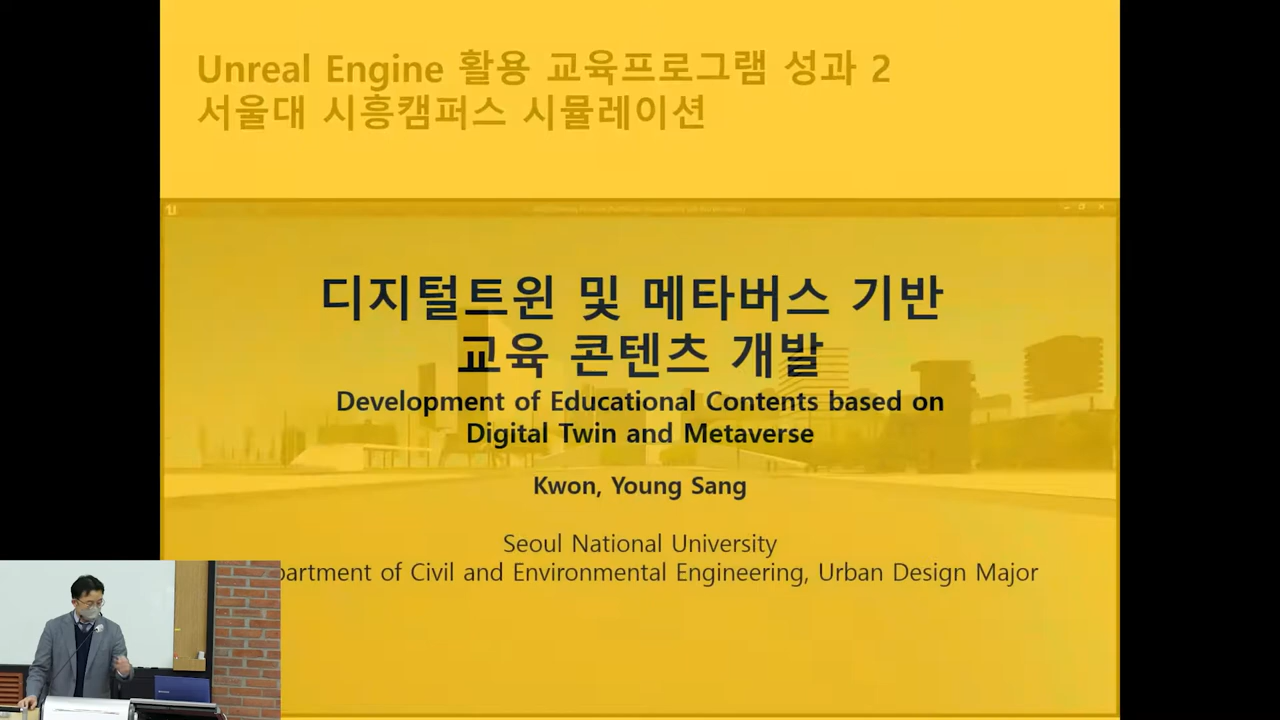 Unreal Engine 활용 교육프로그램 성과 2
서울대 시흥캠퍼스 시뮬레이션
디지털트윈 및 메타버스 기반
교육 콘텐츠 개발
Development of Educational Contents based on
Digital Twin and Metaverse
Kwon, Young Sang
Seoul National University
partment of Civil and Environmental Engineering, Urban Design Major